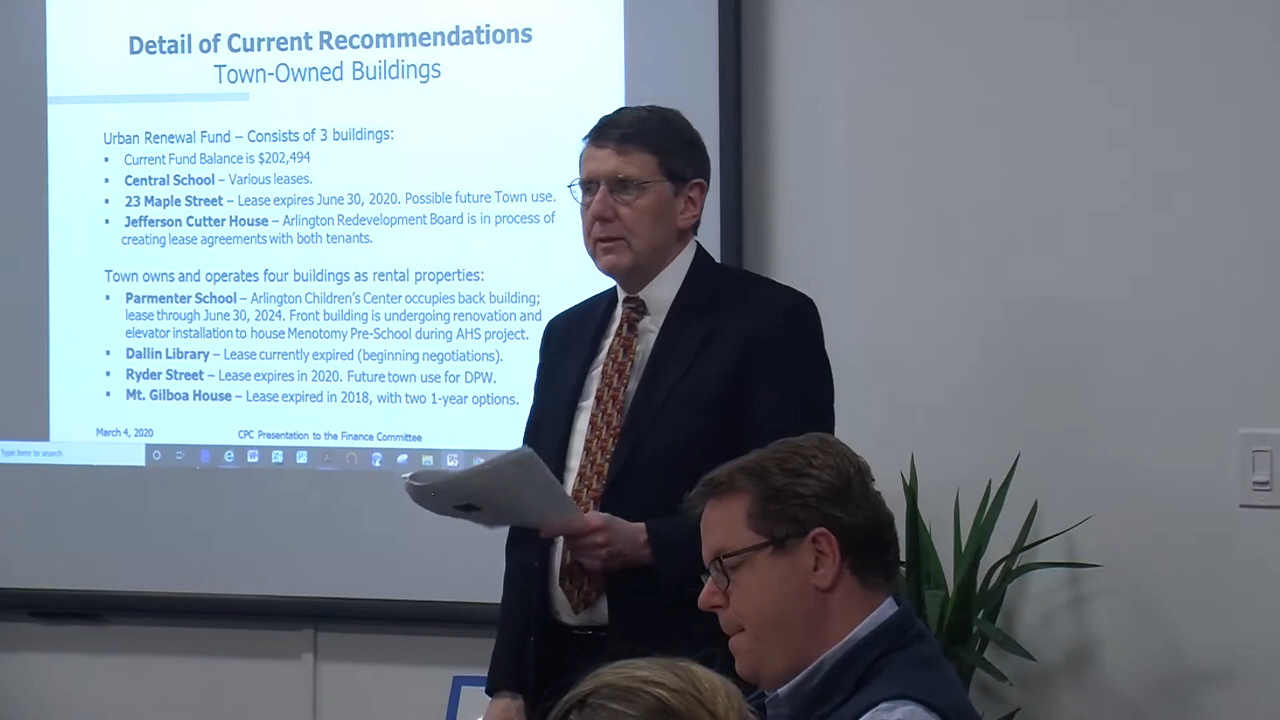 Detail of Current Recommendations
Town-Owned Buildings
Urban Renewal Fund – Consists of 3 buildings:
▪ Current Fund Balance is $202,494
▪ Central School – Various leases.
▪ 23 Maple Street – Lease expires June 30, 2020. Possible future Town use.
▪ Jefferson Cutter House – Arlington Redevelopment Board is in process of
creating lease agreements with both tenants.
Town owns and operates four buildings as rental properties:
▪ Parmenter School – Arlington Children's Center occupies back building;
lease through June 30, 2024. Front building is undergoing renovation and
elevator installation to house Menotomy Pre-School during AHS project.
▪ Dallin Library – Lease currently expired (beginning negotiations).
▪ Ryder Street – Lease expires in 2020. Future town use for DPW.
▪ Mt. Gilboa House – Lease expired in 2018, with two 1-year options.
March 4, 2020 CPC Presentation to the Finance Committee
Type here to search